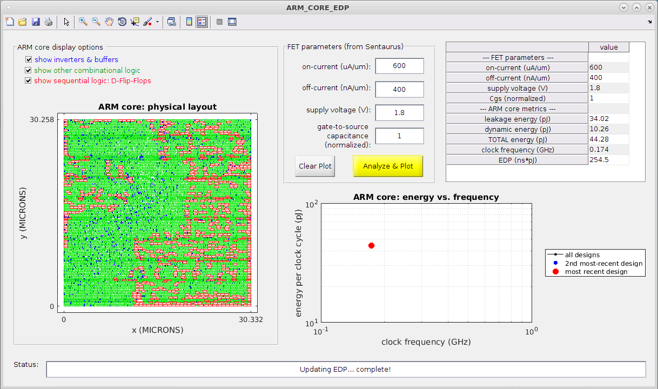 ARM_CORE_EDP
ARM core display options
show inverters & buffers
show other combinational logic
show sequential logic: D-Flip-Flops
ARM core: physical layout
30.258
y (MICRONS)
0
0
30.332
x (MICRONS)
FET parameters (from Sentaurus)
on-current (uA/um):
600
off-current (nA/um):
400
supply voltage (V):
1.8
gate-to-source
capacitance
(normalized):
1
Clear Plot
Analyze & Plot
value
--- FET parameters ---
on-current (uA/um) 600
off-current (nA/um) 400
supply voltage (V) 1.8
Cgs (normalized) 1
--- ARM core metrics ---
leakage energy (pJ) 34.02
dynamic energy (pJ) 10.26
TOTAL energy (pJ) 44.28
clock frequency (GHz) 0.174
EDP (ns*pJ) 254.5
ARM core: energy vs. frequency
10²
energy per clock cycle (pJ)
10¹
10⁻¹
10⁰
clock frequency (GHz)
all designs
2nd most-recent design
most recent design
Status:
Updating EDP... complete!